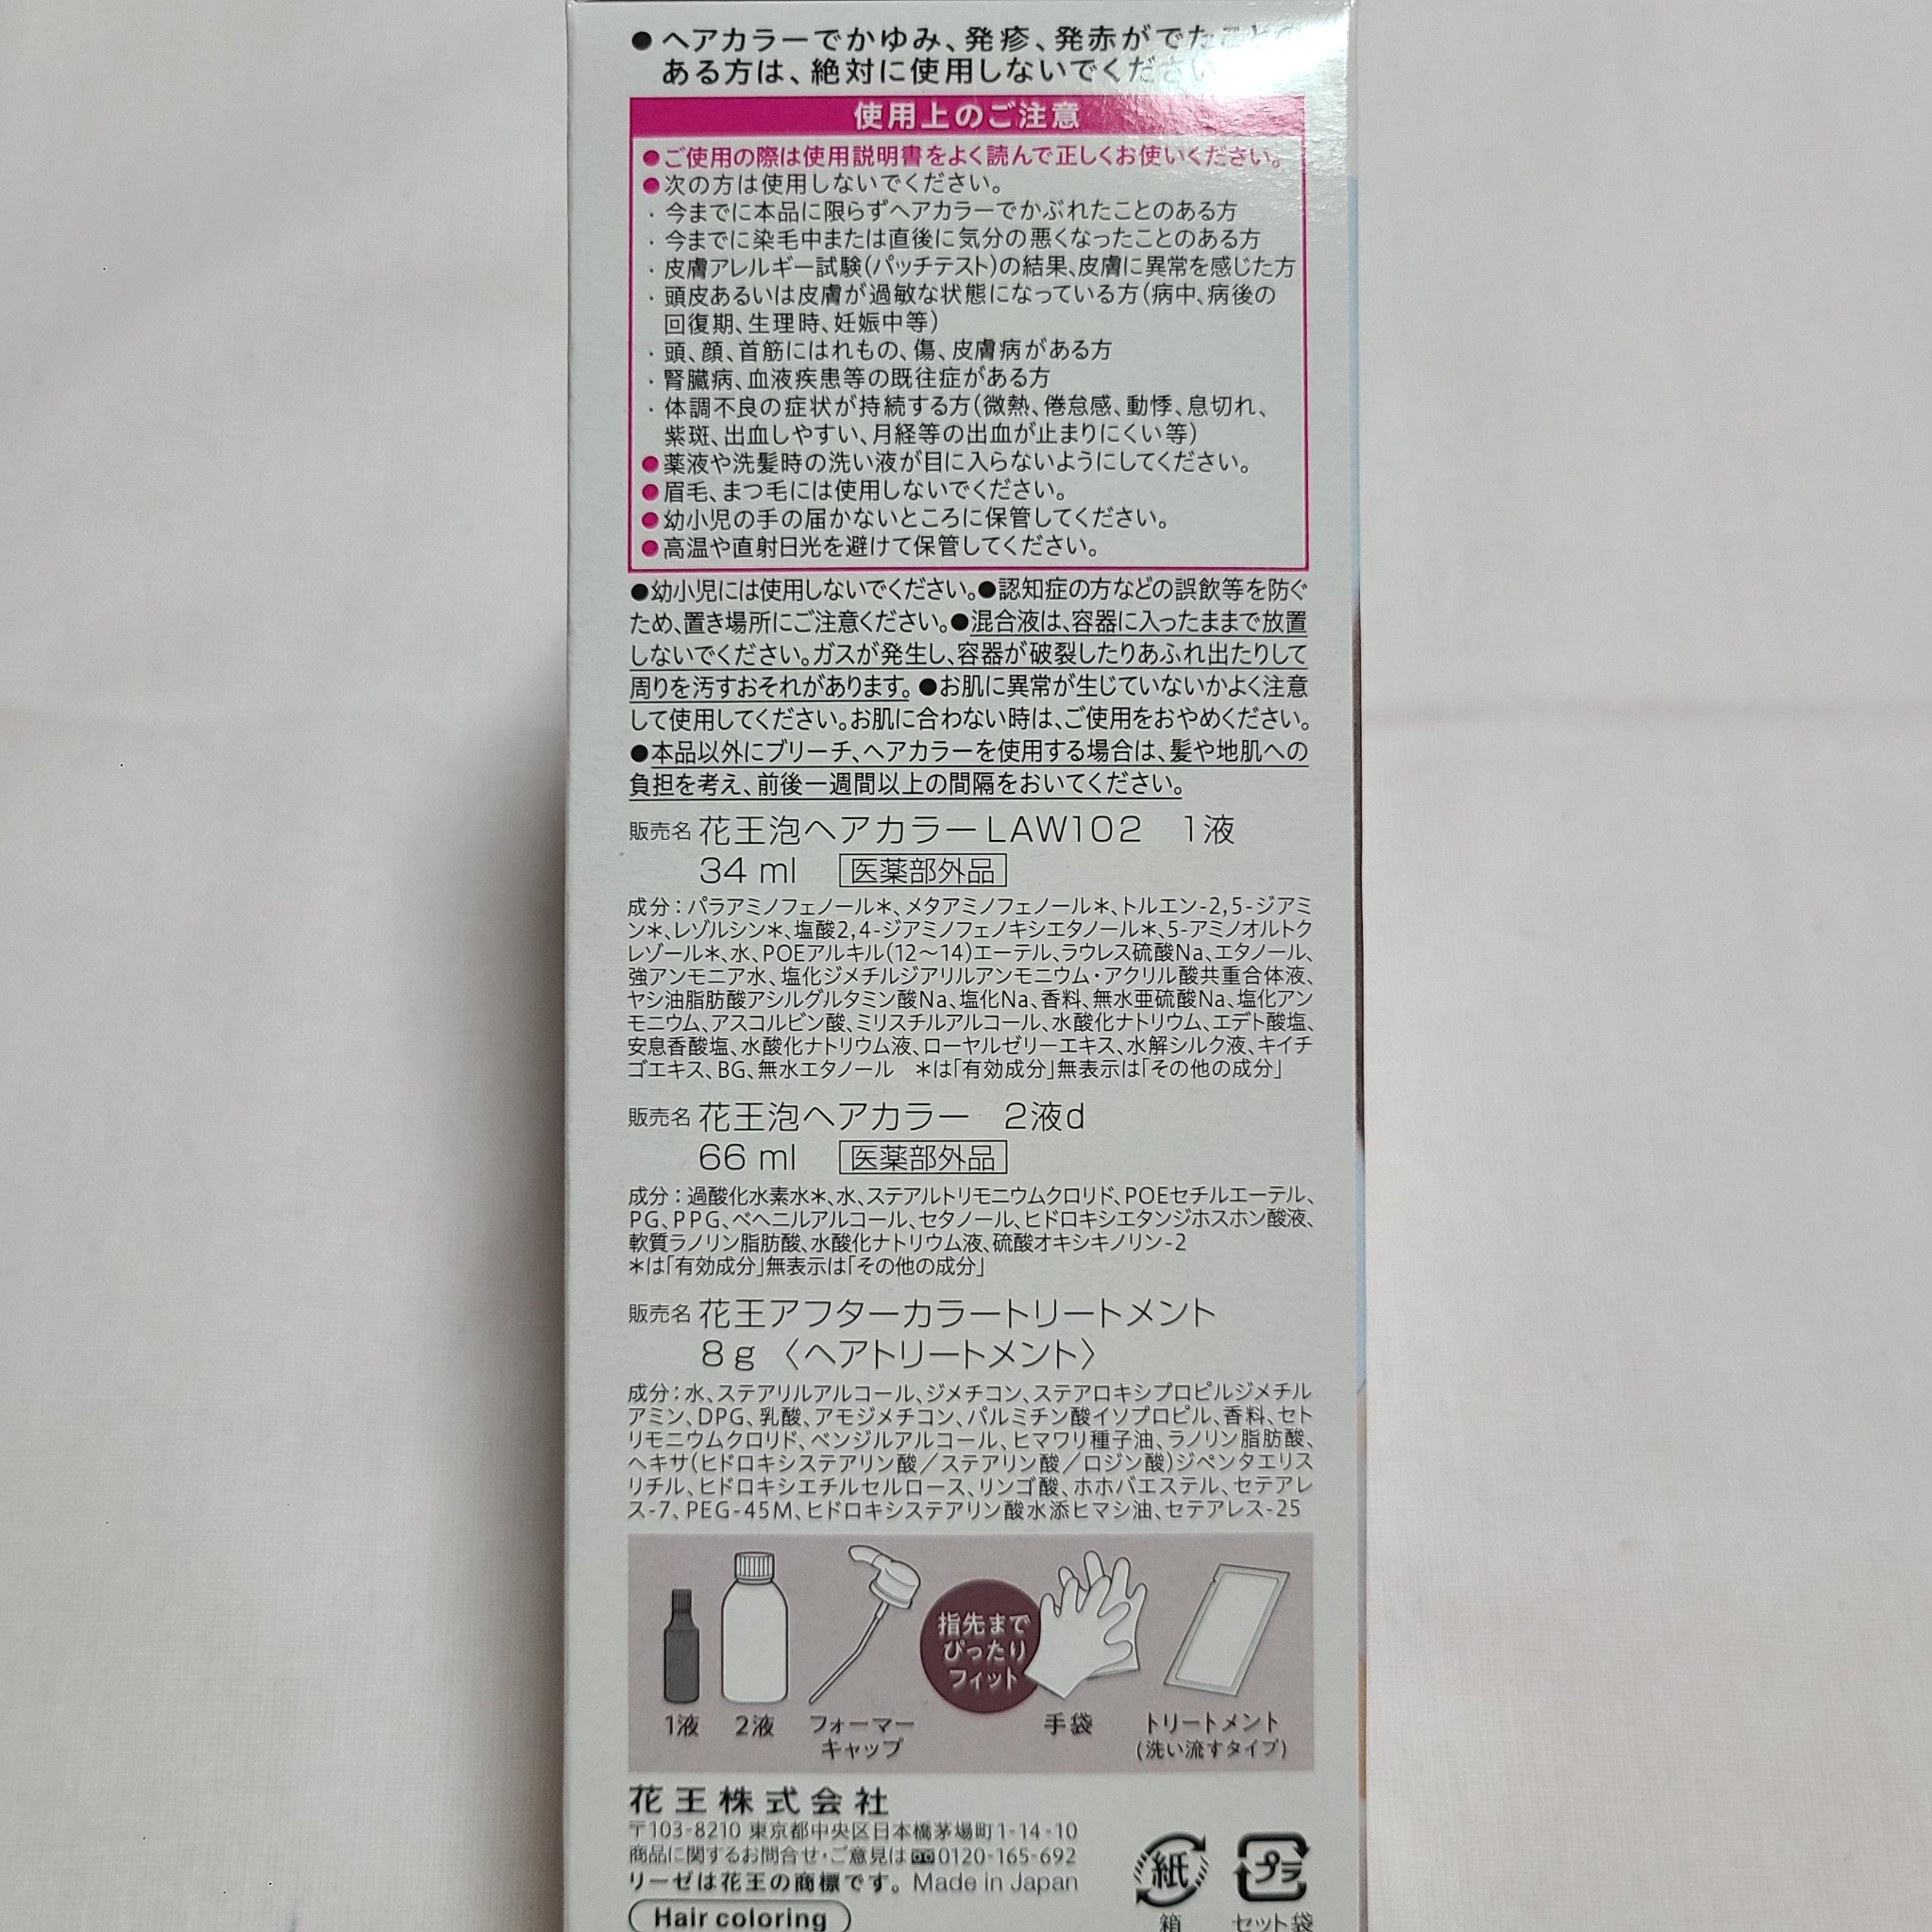 ●ヘアカラーでかゆみ、発疹、発赤がでたことの
ある方は、絶対に使用しないでください
使用上のご注意
●ご使用の際は使用説明書をよく読んで正しくお使いください。
●次の方は使用しないでください。
・今までに本品に限らずヘアカラーでかぶれたことのある方
・今までに染毛中または直後に気分の悪くなったことのある方
・皮膚アレルギー試験(パッチテスト)の結果、皮膚に異常を感じた方
・頭皮あるいは皮膚が過敏な状態になっている方(病中、病後の
回復期、生理時、妊娠中等)
・頭、顔、首筋にはれもの、傷、皮膚病がある方
・腎臓病、血液疾患等の既往症がある方
・体調不良の症状が持続する方(微熱、倦怠感、動悸、息切れ、
紫斑、出血しやすい、月経等の出血が止まりにくい等)
●薬液や洗髪時の洗い液が目に入らないようにしてください。
●眉毛、まつ毛には使用しないでください。
●幼小児の手の届かないところに保管してください。
●高温や直射日光を避けて保管してください。
●幼小児には使用しないでください。●認知症の方などの誤飲等を防ぐ
ため、置き場所にご注意ください。●混合液は、容器に入ったままで放置
しないでください。ガスが発生し、容器が破裂したりあふれ出たりして
周りを汚すおそれがあります。●お肌に異常が生じていないかよく注意
して使用してください。お肌に合わない時は、ご使用をおやめください。
●本品以外にブリーチ、ヘアカラーを使用する場合は、髪や地肌への
負担を考え、前後一週間以上の間隔をおいてください。
販売名 花王泡ヘアカラーLAW102 1液
34 ml 医薬部外品
成分：パラアミノフェノール＊、メタアミノフェノール＊、トルエン-2,5-ジアミ
ン＊、レゾルシン＊、塩酸2,4-ジアミノフェノキシエタノール＊、5-アミノオルトク
レゾール＊、水、POEアルキル(12〜14)エーテル、ラウレス硫酸Na、エタノール、
強アンモニア水、塩化ジメチルジアリルアンモニウム・アクリル酸共重合体液、
ヤシ油脂肪酸アシルグルタミン酸Na、塩化Na、香料、無水亜硫酸Na、塩化アン
モニウム、アスコルビン酸、ミリスチルアルコール、水酸化ナトリウム、エデト酸塩、
安息香酸塩、水酸化ナトリウム液、ローヤルゼリーエキス、水解シルク液、キイチ
ゴエキス、BG、無水エタノール ＊は「有効成分」無表示は「その他の成分」
販売名 花王泡ヘアカラー 2液d
66 ml 医薬部外品
成分：過酸化水素水＊、水、ステアルトリモニウムクロリド、POEセチルエーテル、
PG、PPG、ベヘニルアルコール、セタノール、ヒドロキシエタンジホスホン酸液、
軟質ラノリン脂肪酸、水酸化ナトリウム液、硫酸オキシキノリン-2
＊は「有効成分」無表示は「その他の成分」
販売名 花王アフターカラートリートメント
8g 〈ヘアトリートメント〉
成分：水、ステアリルアルコール、ジメチコン、ステアロキシプロピルジメチル
アミン、DPG、乳酸、アモジメチコン、パルミチン酸イソプロピル、香料、セト
リモニウムクロリド、ベンジルアルコール、ヒマワリ種子油、ラノリン脂肪酸、
ヘキサ(ヒドロキシステアリン酸／ステアリン酸／ロジン酸)ジペンタエリス
リチル、ヒドロキシエチルセルロース、リンゴ酸、ホホバエステル、セテアレ
ス-7、PEG-45M、ヒドロキシステアリン酸水添ヒマシ油、セテアレス-25
指先まで
ぴったり
フィット
1液 2液 フォーマー 手袋 トリートメント
キャップ (洗い流すタイプ)
花王株式会社
〒103-8210 東京都中央区日本橋茅場町1-14-10
商品に関するお問合せ・ご意見は 0120-165-692
リーゼは花王の商標です。 Made in Japan
紙 プラ
Hair coloring
箱 セット袋